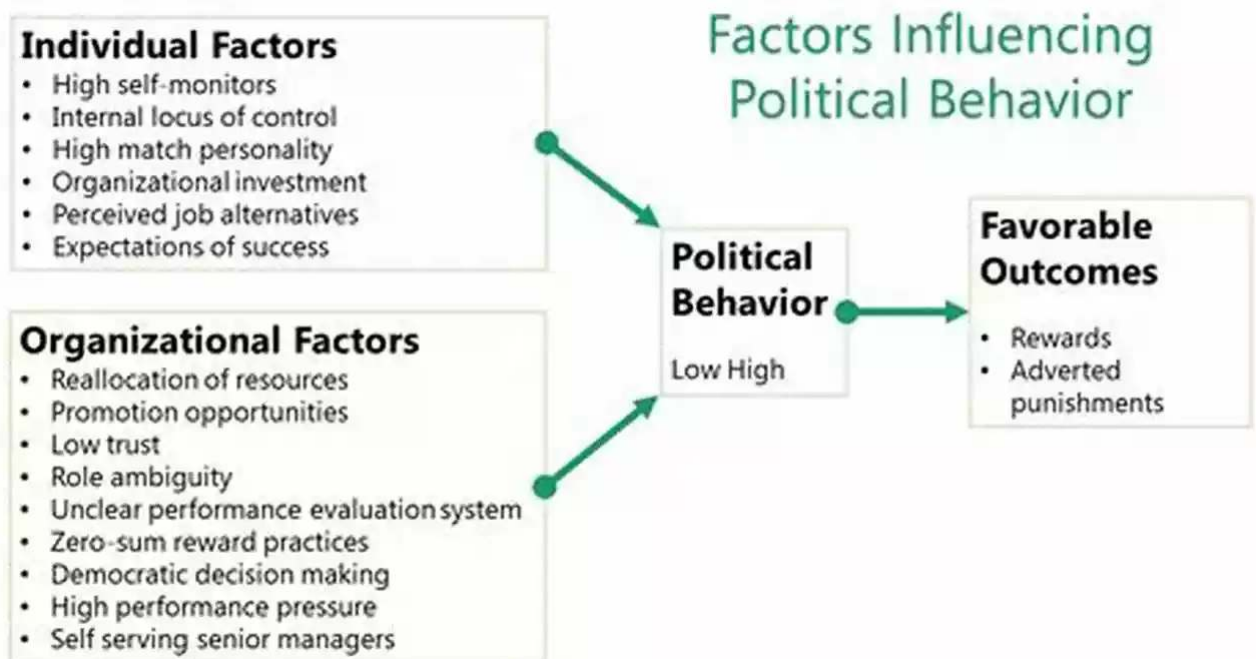 Factors Influencing
Political Behavior
Individual Factors
• High self-monitors
• Internal locus of control
• High match personality
• Organizational investment
• Perceived job alternatives
• Expectations of success
Organizational Factors
• Reallocation of resources
• Promotion opportunities
• Low trust
• Role ambiguity
• Unclear performance evaluation system
• Zero-sum reward practices
• Democratic decision making
• High performance pressure
• Self serving senior managers
Political
Behavior
Low High
Favorable
Outcomes
• Rewards
• Adverted
punishments